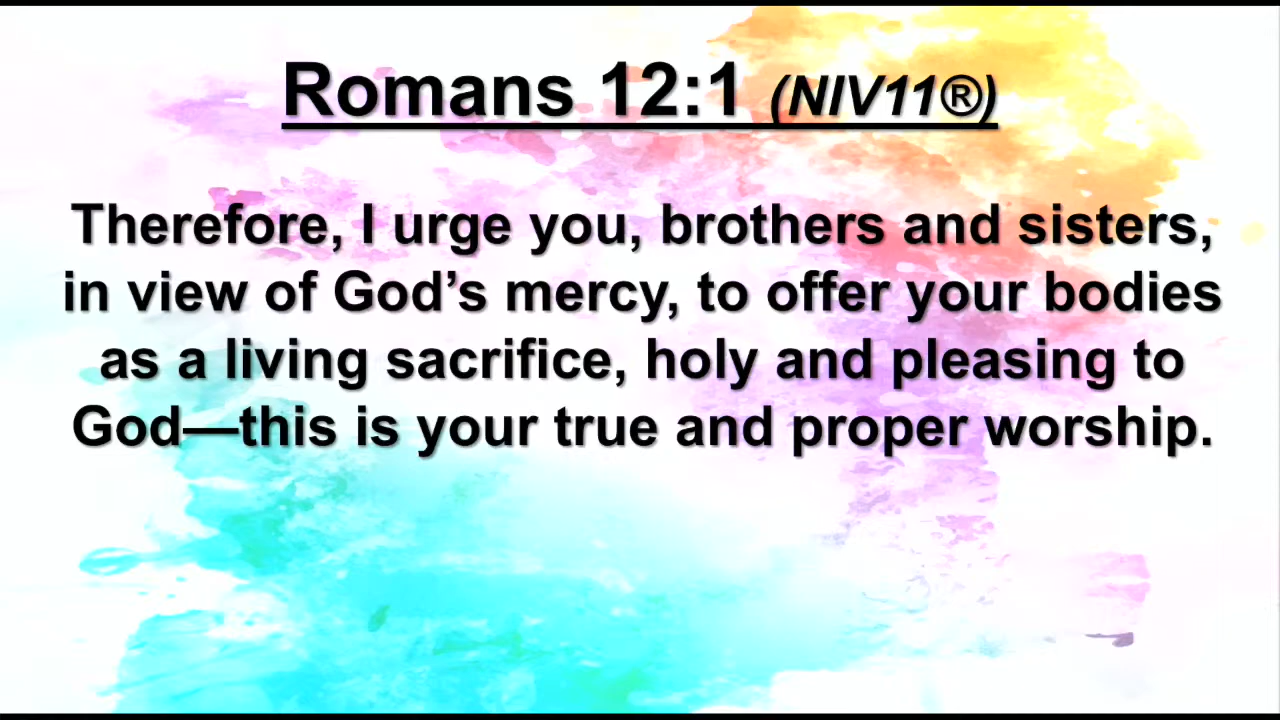 Romans 12:1 (NIV11®)
Therefore, I urge you, brothers and sisters,
in view of God’s mercy, to offer your bodies
as a living sacrifice, holy and pleasing to
God—this is your true and proper worship.